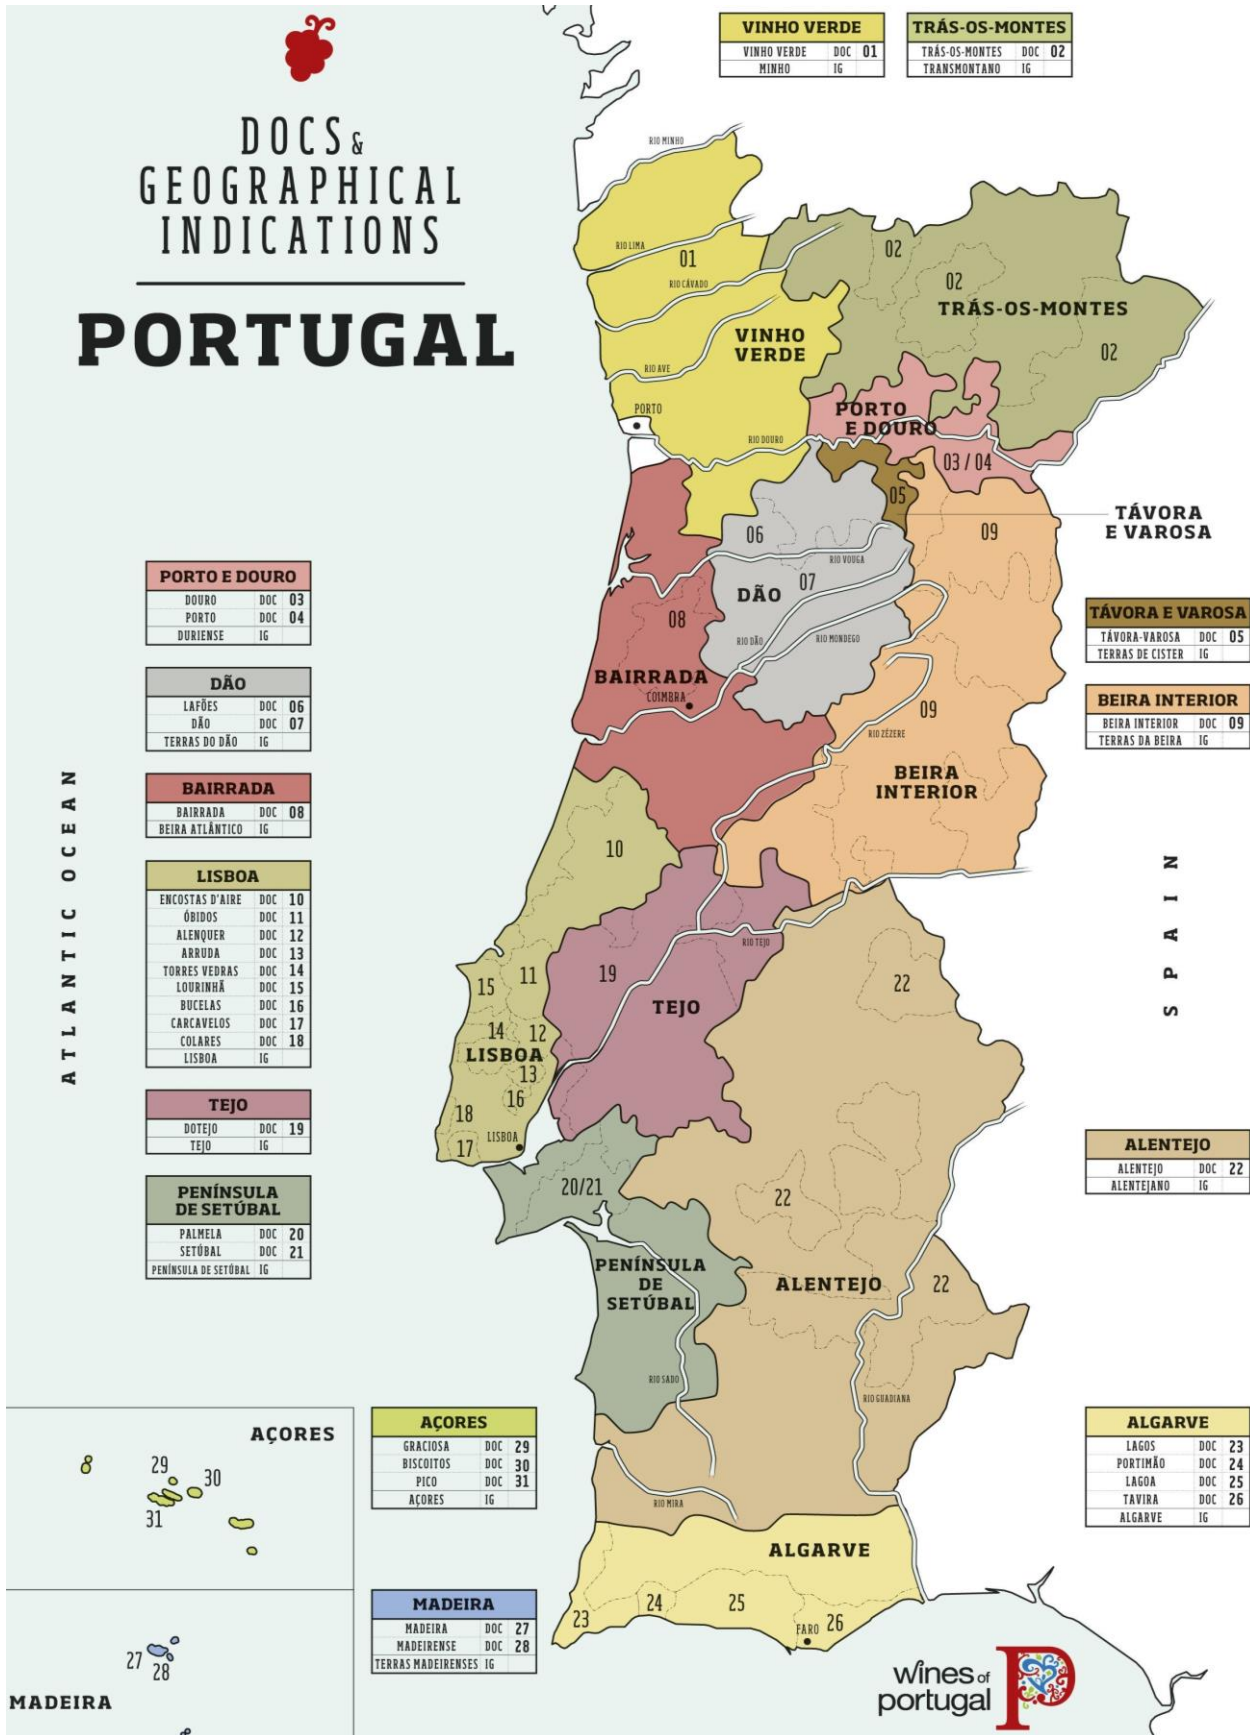 DOCS &
GEOGRAPHICAL
INDICATIONS
PORTUGAL
VINHO VERDE
VINHO VERDE DOC 01
MINHO IG
TRÁS-OS-MONTES
TRÁS-OS-MONTES DOC 02
TRANSMONTANO IG
RIO MINHO
RIO LIMA
01
RIO CÁVADO
02
02
TRÁS-OS-MONTES
VINHO
VERDE
02
RIO AVE
PORTO
PORTO
E DOURO
RIO DOURO
03 / 04
05
TÁVORA
E VAROSA
06
09
RIO VOUGA
07
DÃO
08
RIO DÃO
RIO MONDEGO
BAIRRADA
COIMBRA
09
RIO ZÊZERE
BEIRA
INTERIOR
10
RIO TEJO
19
TEJO
22
15
11
14
12
LISBOA
13
16
18
17
LISBOA
20/21
22
PENÍNSULA
DE
SETÚBAL
ALENTEJO
22
RIO SADO
RIO GUADIANA
RIO MIRA
ALGARVE
23
24
25
26
FARO
ATLANTIC OCEAN
SPAIN
PORTO E DOURO
DOURO DOC 03
PORTO DOC 04
DURIENSE IG
DÃO
LAFÕES DOC 06
DÃO DOC 07
TERRAS DO DÃO IG
BAIRRADA
BAIRRADA DOC 08
BEIRA ATLÂNTICO IG
LISBOA
ENCOSTAS D'AIRE DOC 10
ÓBIDOS DOC 11
ALENQUER DOC 12
ARRUDA DOC 13
TORRES VEDRAS DOC 14
LOURINHÃ DOC 15
BUCELAS DOC 16
CARCAVELOS DOC 17
COLARES DOC 18
LISBOA IG
TEJO
DOTEJO DOC 19
TEJO IG
PENÍNSULA
DE SETÚBAL
PALMELA DOC 20
SETÚBAL DOC 21
PENÍNSULA DE SETÚBAL IG
TÁVORA E VAROSA
TÁVORA-VAROSA DOC 05
TERRAS DE CISTER IG
BEIRA INTERIOR
BEIRA INTERIOR DOC 09
TERRAS DA BEIRA IG
ALENTEJO
ALENTEJO DOC 22
ALENTEJANO IG
ALGARVE
LAGOS DOC 23
PORTIMÃO DOC 24
LAGOA DOC 25
TAVIRA DOC 26
ALGARVE IG
AÇORES
29
30
31
AÇORES
GRACIOSA DOC 29
BISCOITOS DOC 30
PICO DOC 31
AÇORES IG
27
28
MADEIRA
MADEIRA
MADEIRA DOC 27
MADEIRENSE DOC 28
TERRAS MADEIRENSES IG
wines of
portugal